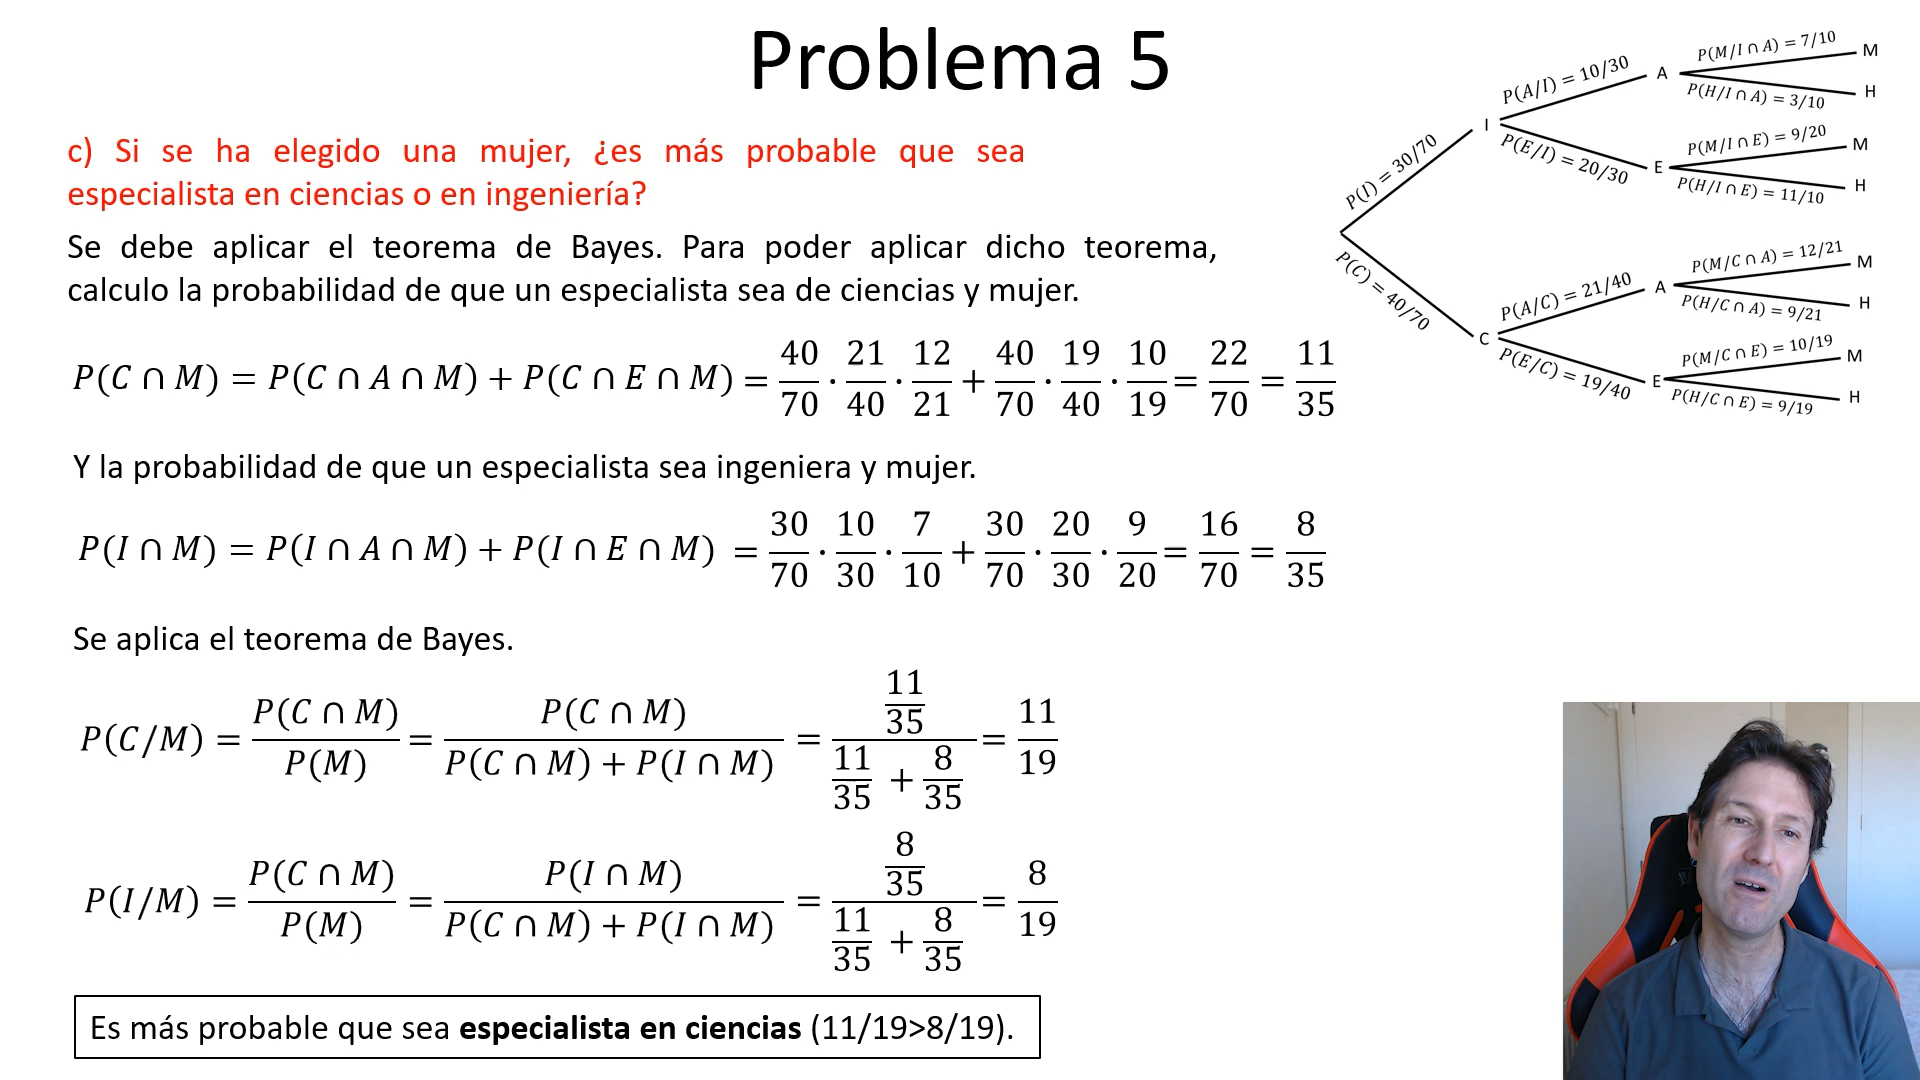 Problema 5
c) Si se ha elegido una mujer, ¿es más probable que sea
especialista en ciencias o en ingeniería?
Se debe aplicar el teorema de Bayes. Para poder aplicar dicho teorema,
calculo la probabilidad de que un especialista sea de ciencias y mujer.
P(C ∩ M) = P(C ∩ A ∩ M) + P(C ∩ E ∩ M) = 40/70 · 21/40 · 12/21 + 40/70 · 19/40 · 10/19 = 22/70 = 11/35
Y la probabilidad de que un especialista sea ingeniera y mujer.
P(I ∩ M) = P(I ∩ A ∩ M) + P(I ∩ E ∩ M) = 30/70 · 10/30 · 7/10 + 30/70 · 20/30 · 9/20 = 16/70 = 8/35
Se aplica el teorema de Bayes.
P(C/M) = P(C ∩ M)/P(M) = P(C ∩ M)/(P(C ∩ M) + P(I ∩ M)) = (11/35)/(11/35 + 8/35) = 11/19
P(I/M) = P(C ∩ M)/P(M) = P(I ∩ M)/(P(C ∩ M) + P(I ∩ M)) = (8/35)/(11/35 + 8/35) = 8/19
Es más probable que sea especialista en ciencias (11/19>8/19).
P(I) = 30/70
I
P(A/I) = 10/30
A
P(M/I ∩ A) = 7/10
M
P(H/I ∩ A) = 3/10
H
P(E/I) = 20/30
E
P(M/I ∩ E) = 9/20
M
P(H/I ∩ E) = 11/10
H
P(C) = 40/70
C
P(A/C) = 21/40
A
P(M/C ∩ A) = 12/21
M
P(H/C ∩ A) = 9/21
H
P(E/C) = 19/40
E
P(M/C ∩ E) = 10/19
M
P(H/C ∩ E) = 9/19
H